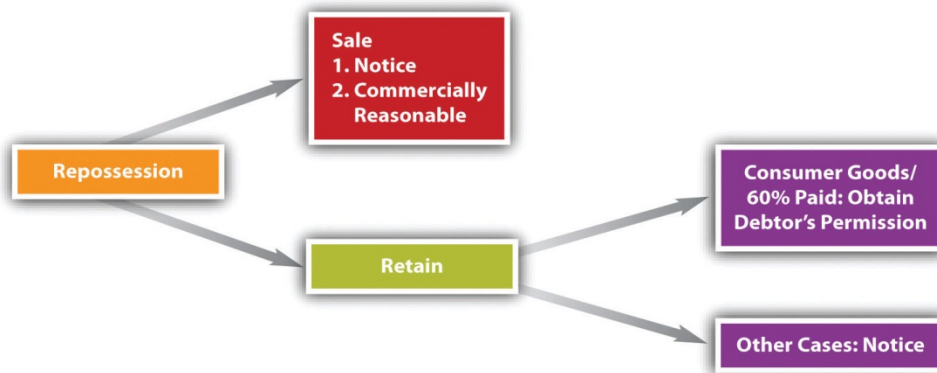 Sale
1. Notice
2. Commercially
Reasonable
Repossession
Consumer Goods/
60% Paid: Obtain
Debtor's Permission
Retain
Other Cases: Notice